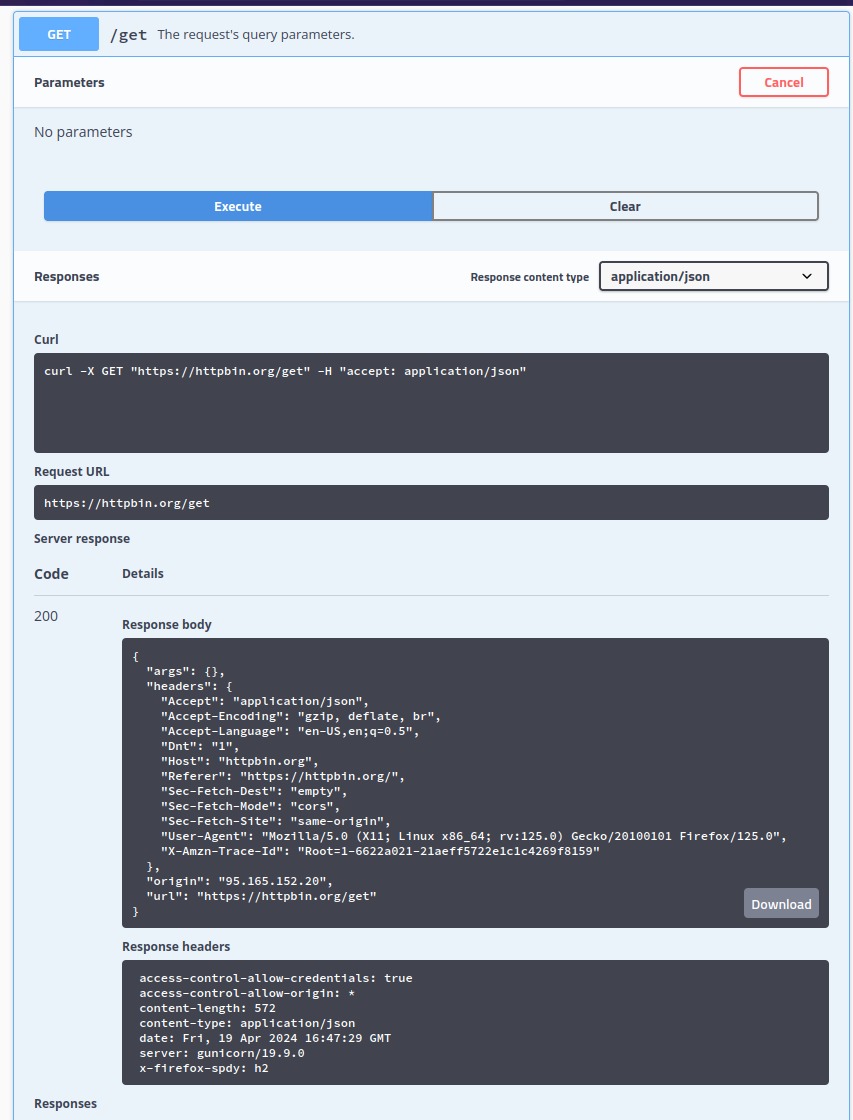 GET /get The request's query parameters.
Parameters Cancel
No parameters
Execute Clear
Responses Response content type application/json
Curl
curl -X GET "https://httpbin.org/get" -H "accept: application/json"
Request URL
https://httpbin.org/get
Server response
Code Details
200
Response body
{
  "args": {},
  "headers": {
    "Accept": "application/json",
    "Accept-Encoding": "gzip, deflate, br",
    "Accept-Language": "en-US,en;q=0.5",
    "Dnt": "1",
    "Host": "httpbin.org",
    "Referer": "https://httpbin.org/",
    "Sec-Fetch-Dest": "empty",
    "Sec-Fetch-Mode": "cors",
    "Sec-Fetch-Site": "same-origin",
    "User-Agent": "Mozilla/5.0 (X11; Linux x86_64; rv:125.0) Gecko/20100101 Firefox/125.0",
    "X-Amzn-Trace-Id": "Root=1-6622a021-21aeff5722e1c1c4269f8159"
  },
  "origin": "95.165.152.20",
  "url": "https://httpbin.org/get"
}
Download
Response headers
access-control-allow-credentials: true
access-control-allow-origin: *
content-length: 572
content-type: application/json
date: Fri, 19 Apr 2024 16:47:29 GMT
server: gunicorn/19.9.0
x-firefox-spdy: h2
Responses